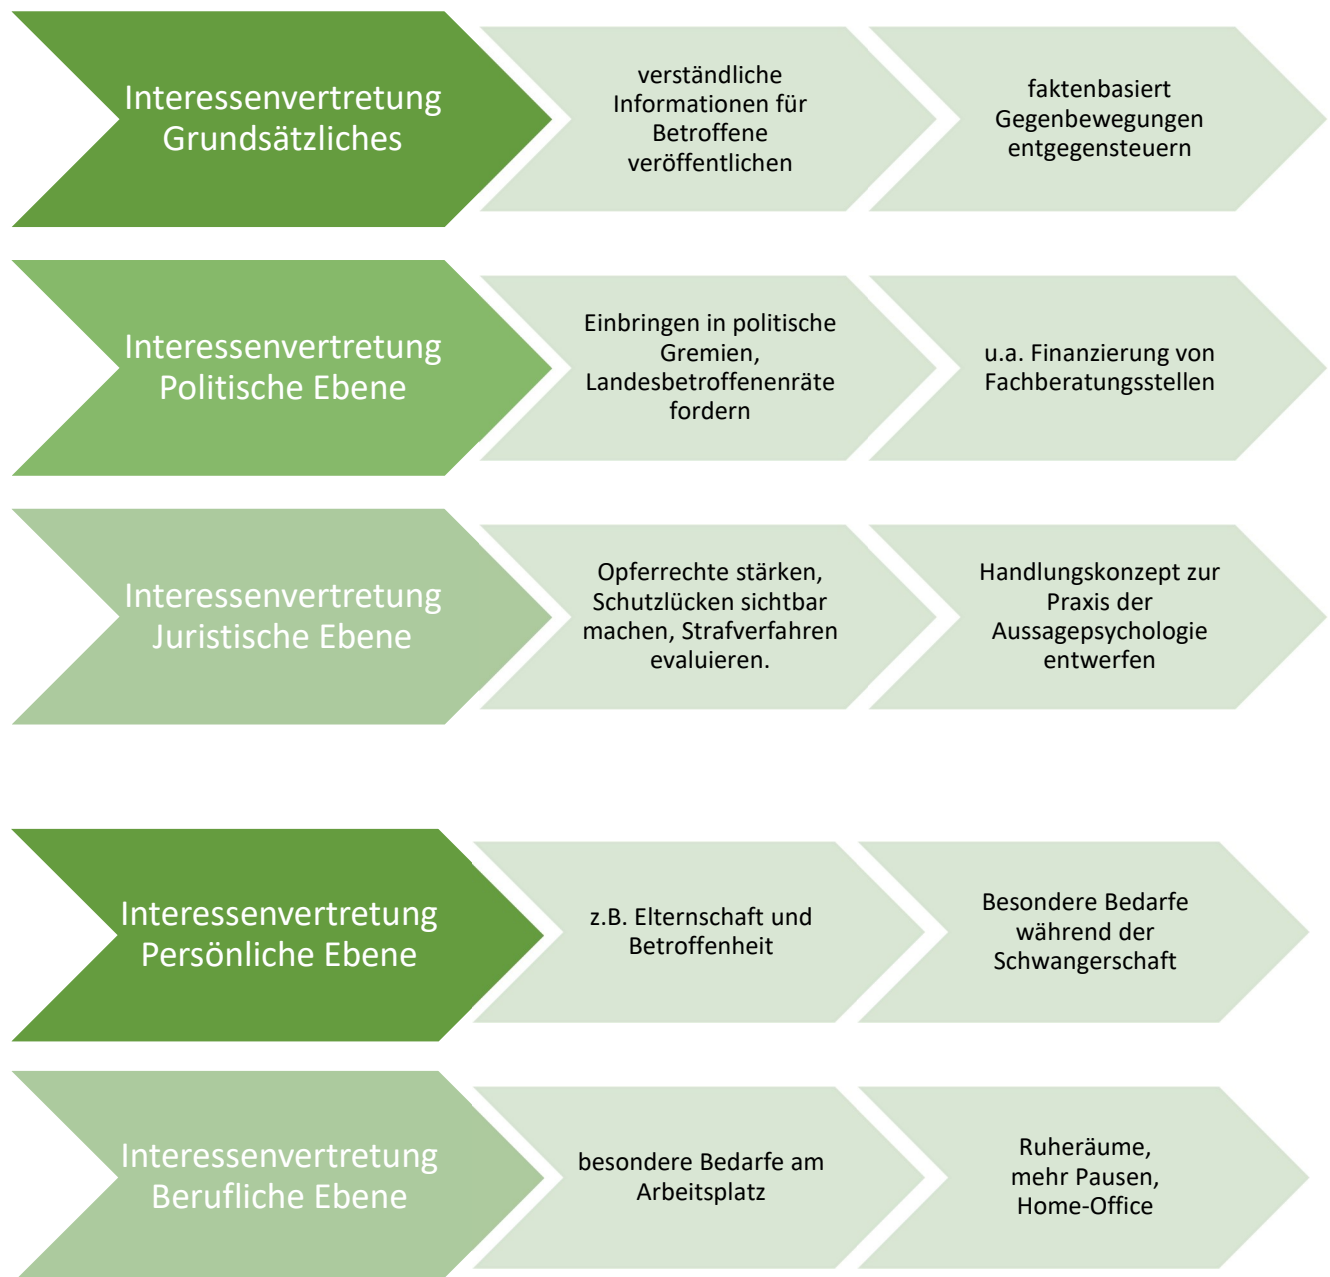 Interessenvertretung
Grundsätzliches
verständliche
Informationen für
Betroffene
veröffentlichen
faktenbasiert
Gegenbewegungen
entgegensteuern
Interessenvertretung
Politische Ebene
Einbringen in politische
Gremien,
Landesbetroffenenräte
fordern
u.a. Finanzierung von
Fachberatungsstellen
Interessenvertretung
Juristische Ebene
Opferrechte stärken,
Schutzlücken sichtbar
machen, Strafverfahren
evaluieren.
Handlungskonzept zur
Praxis der
Aussagepsychologie
entwerfen
Interessenvertretung
Persönliche Ebene
z.B. Elternschaft und
Betroffenheit
Besondere Bedarfe
während der
Schwangerschaft
Interessenvertretung
Berufliche Ebene
besondere Bedarfe am
Arbeitsplatz
Ruheräume,
mehr Pausen,
Home-Office